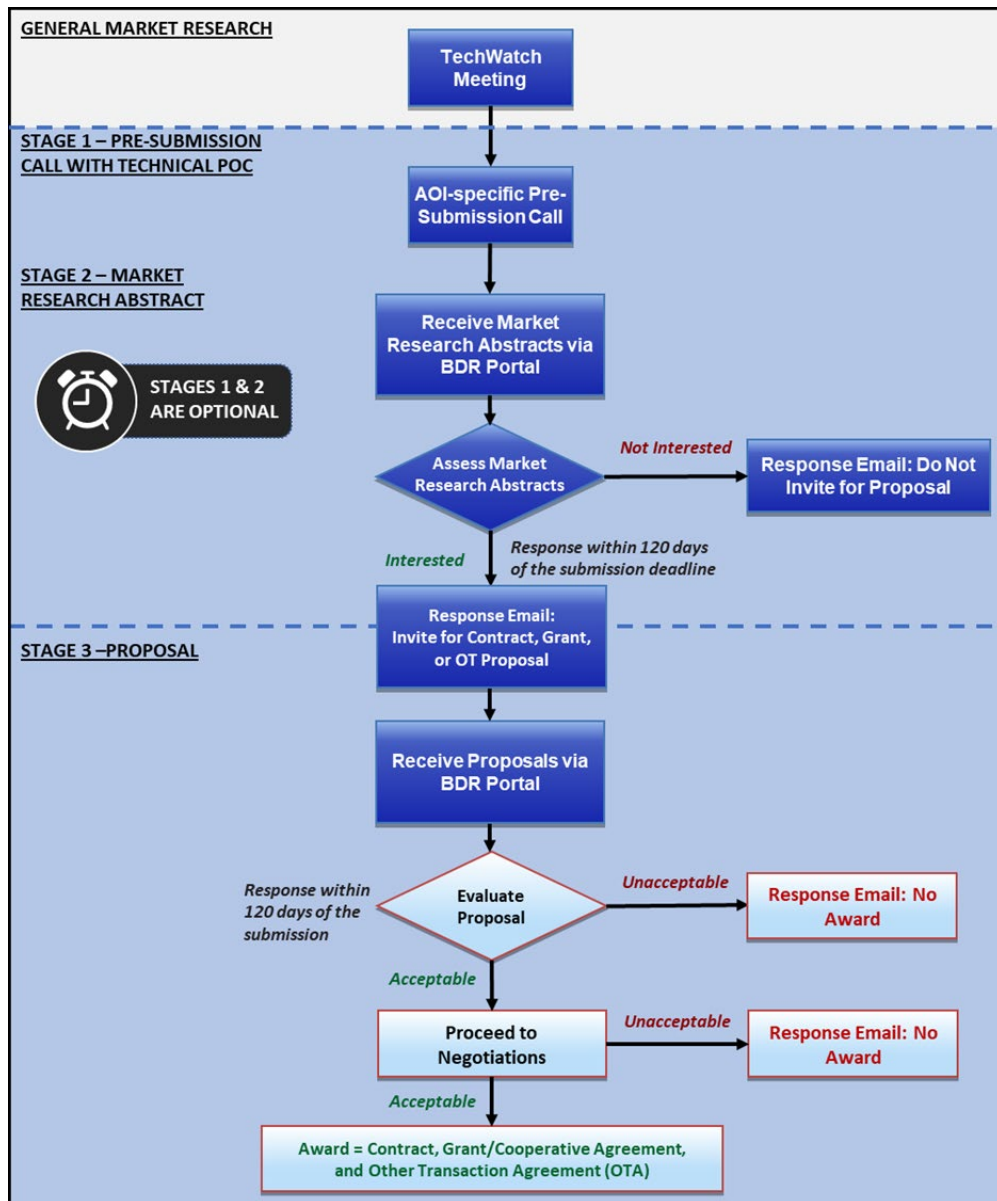 GENERAL MARKET RESEARCH
TechWatch
Meeting
STAGE 1 – PRE-SUBMISSION
CALL WITH TECHNICAL POC
AOI-specific Pre-
Submission Call
STAGE 2 – MARKET
RESEARCH ABSTRACT
Receive Market
Research Abstracts via
BDR Portal
STAGES 1 & 2
ARE OPTIONAL
Assess Market
Research Abstracts
Not Interested
Response Email: Do Not
Invite for Proposal
Interested
Response within 120 days
of the submission deadline
Response Email:
Invite for Contract, Grant,
or OT Proposal
STAGE 3 –PROPOSAL
Receive Proposals via
BDR Portal
Response within
120 days of the
submission
Evaluate
Proposal
Unacceptable
Response Email: No
Award
Acceptable
Proceed to
Negotiations
Unacceptable
Response Email: No
Award
Acceptable
Award = Contract, Grant/Cooperative Agreement,
and Other Transaction Agreement (OTA)